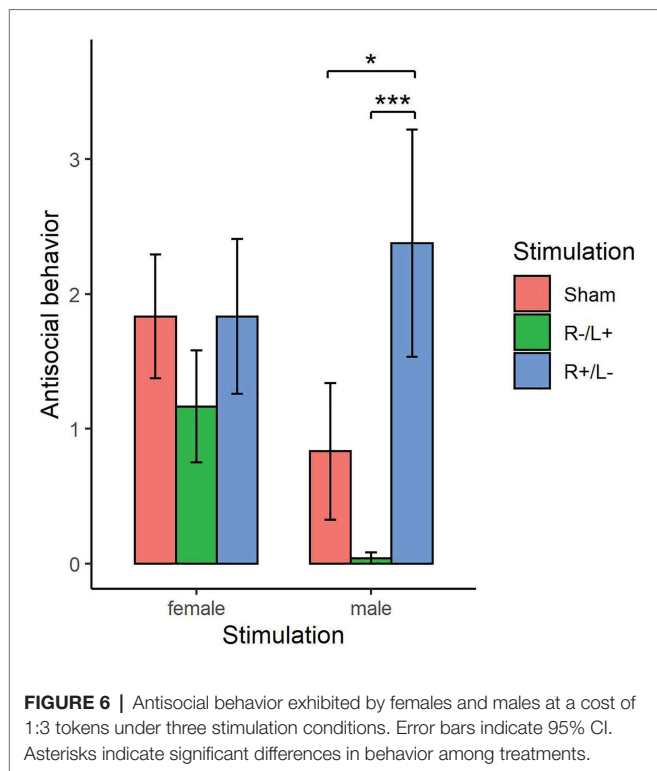 *
***
3
2
1
0
Antisocial behavior
female
male
Stimulation
Stimulation
Sham
R-/L+
R+/L-
FIGURE 6 | Antisocial behavior exhibited by females and males at a cost of
1:3 tokens under three stimulation conditions. Error bars indicate 95% CI.
Asterisks indicate significant differences in behavior among treatments.